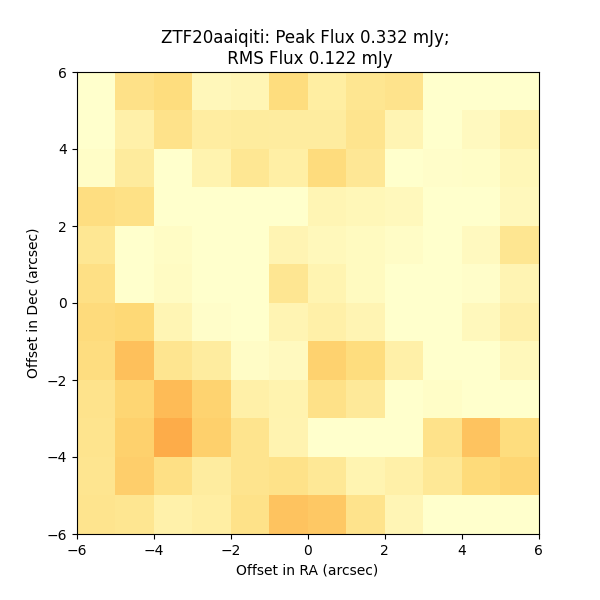 ZTF20aaiqiti: Peak Flux 0.332 mJy;
RMS Flux 0.122 mJy
6
4
2
0
−2
−4
−6
Offset in Dec (arcsec)
−6 −4 −2 0 2 4 6
Offset in RA (arcsec)